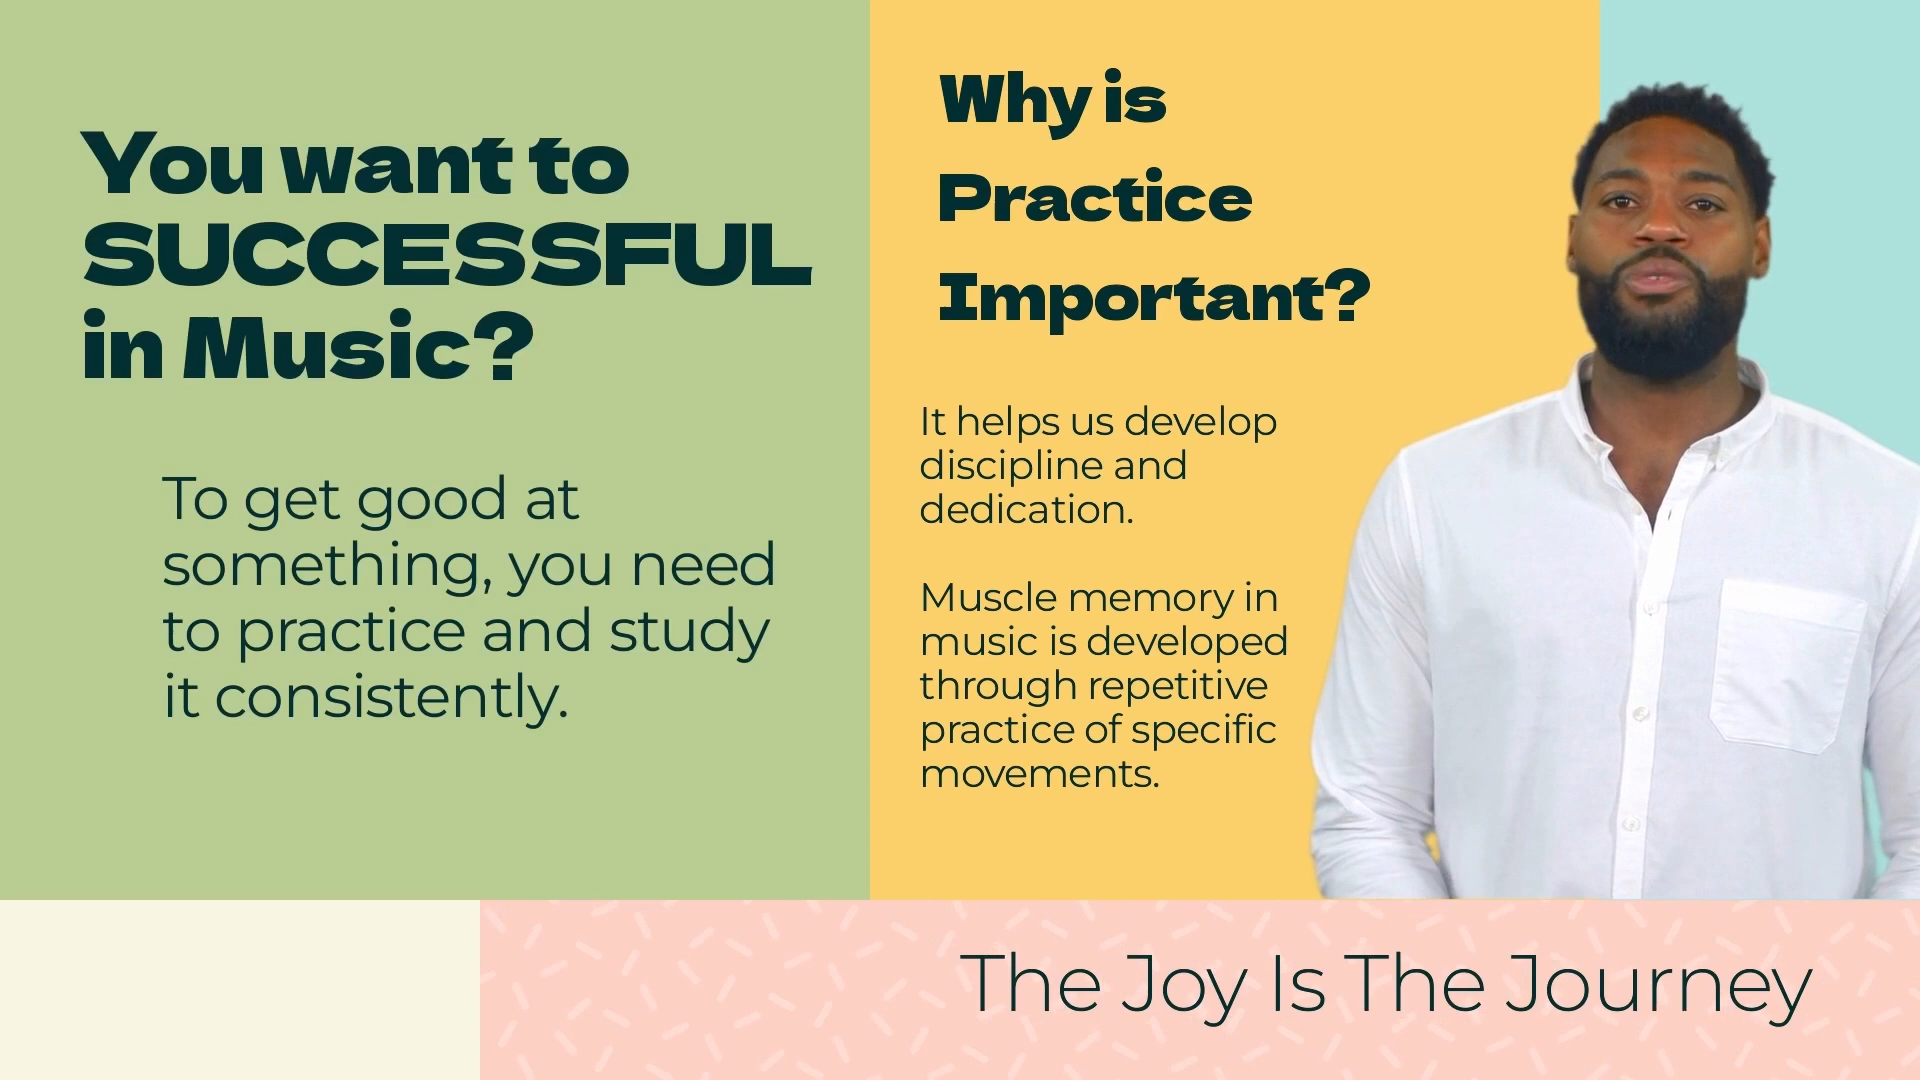 You want to
SUCCESSFUL
in Music?
To get good at
something, you need
to practice and study
it consistently.
Why is
Practice
Important?
It helps us develop
discipline and
dedication.
Muscle memory in
music is developed
through repetitive
practice of specific
movements.
The Joy Is The Journey